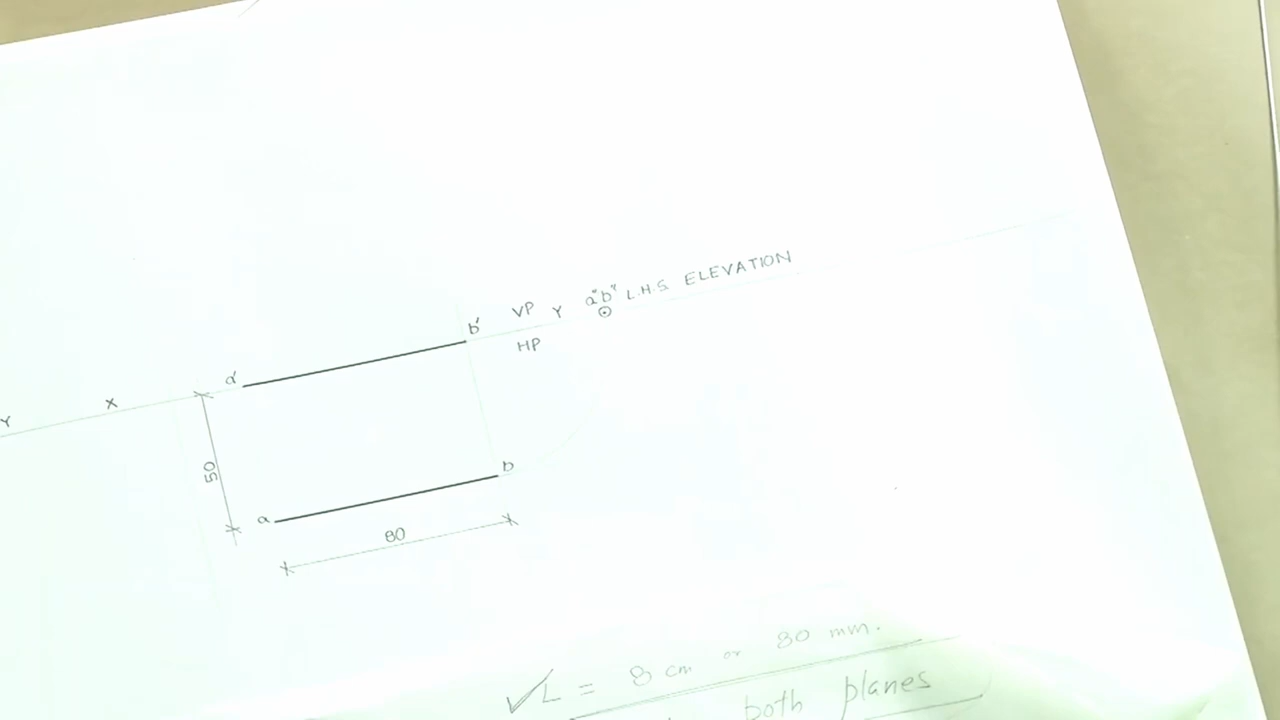 a"b" L.H.S. ELEVATION
VP Y
b'
HP
a'
X
Y
50
b
a
80
✓L = 8 cm or 80 mm.
both planes